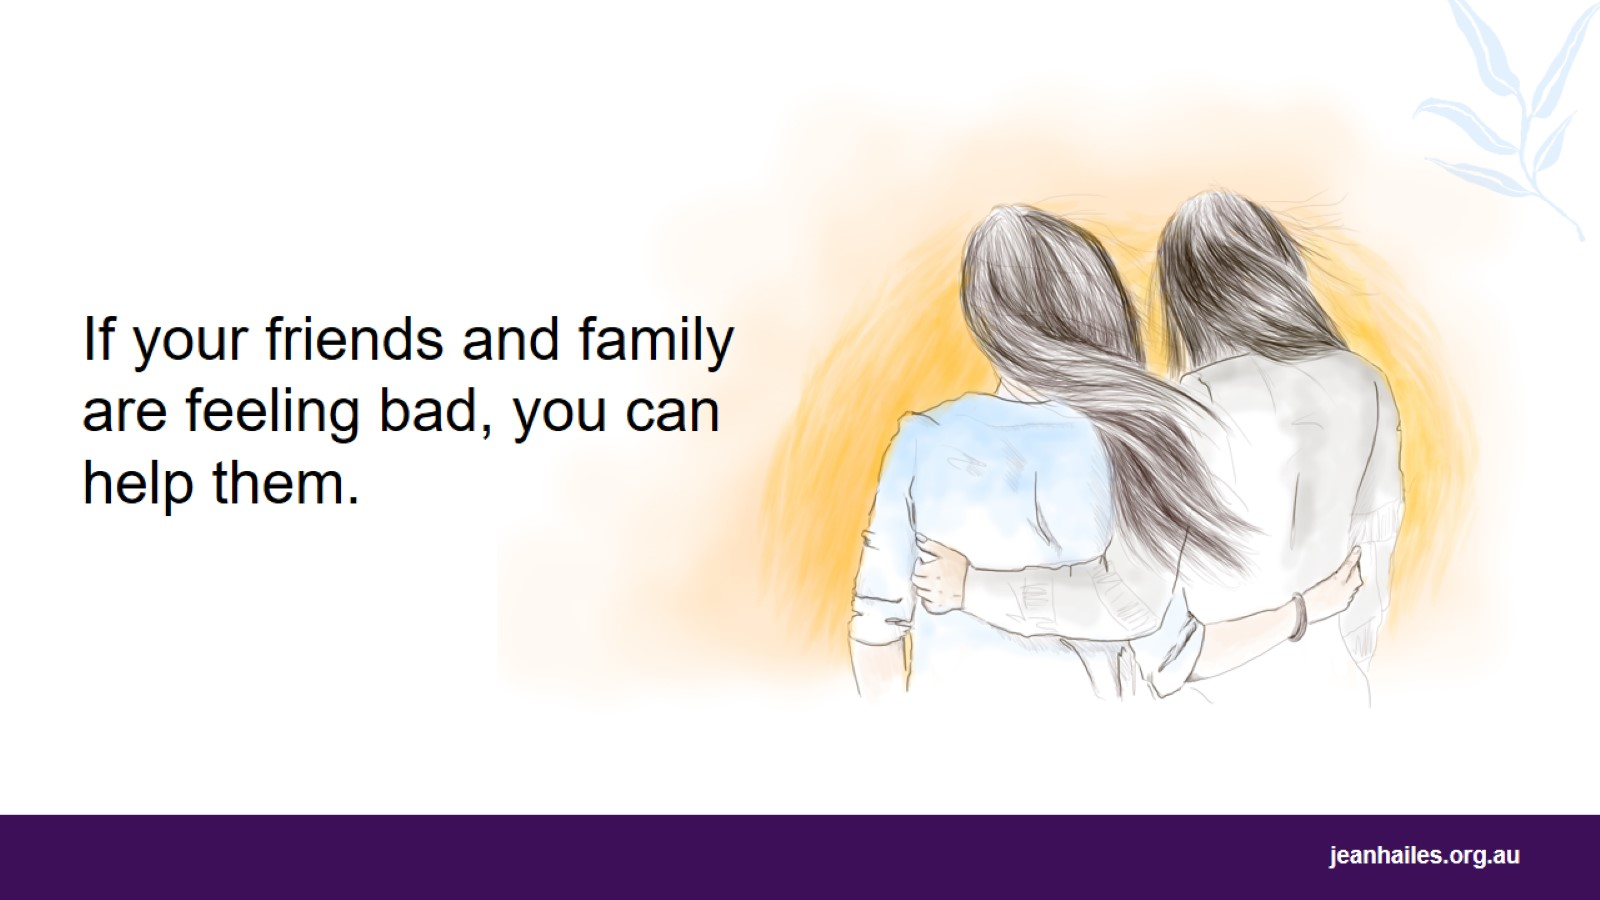 If your friends and family
are feeling bad, you can
help them.
jeanhailes.org.au